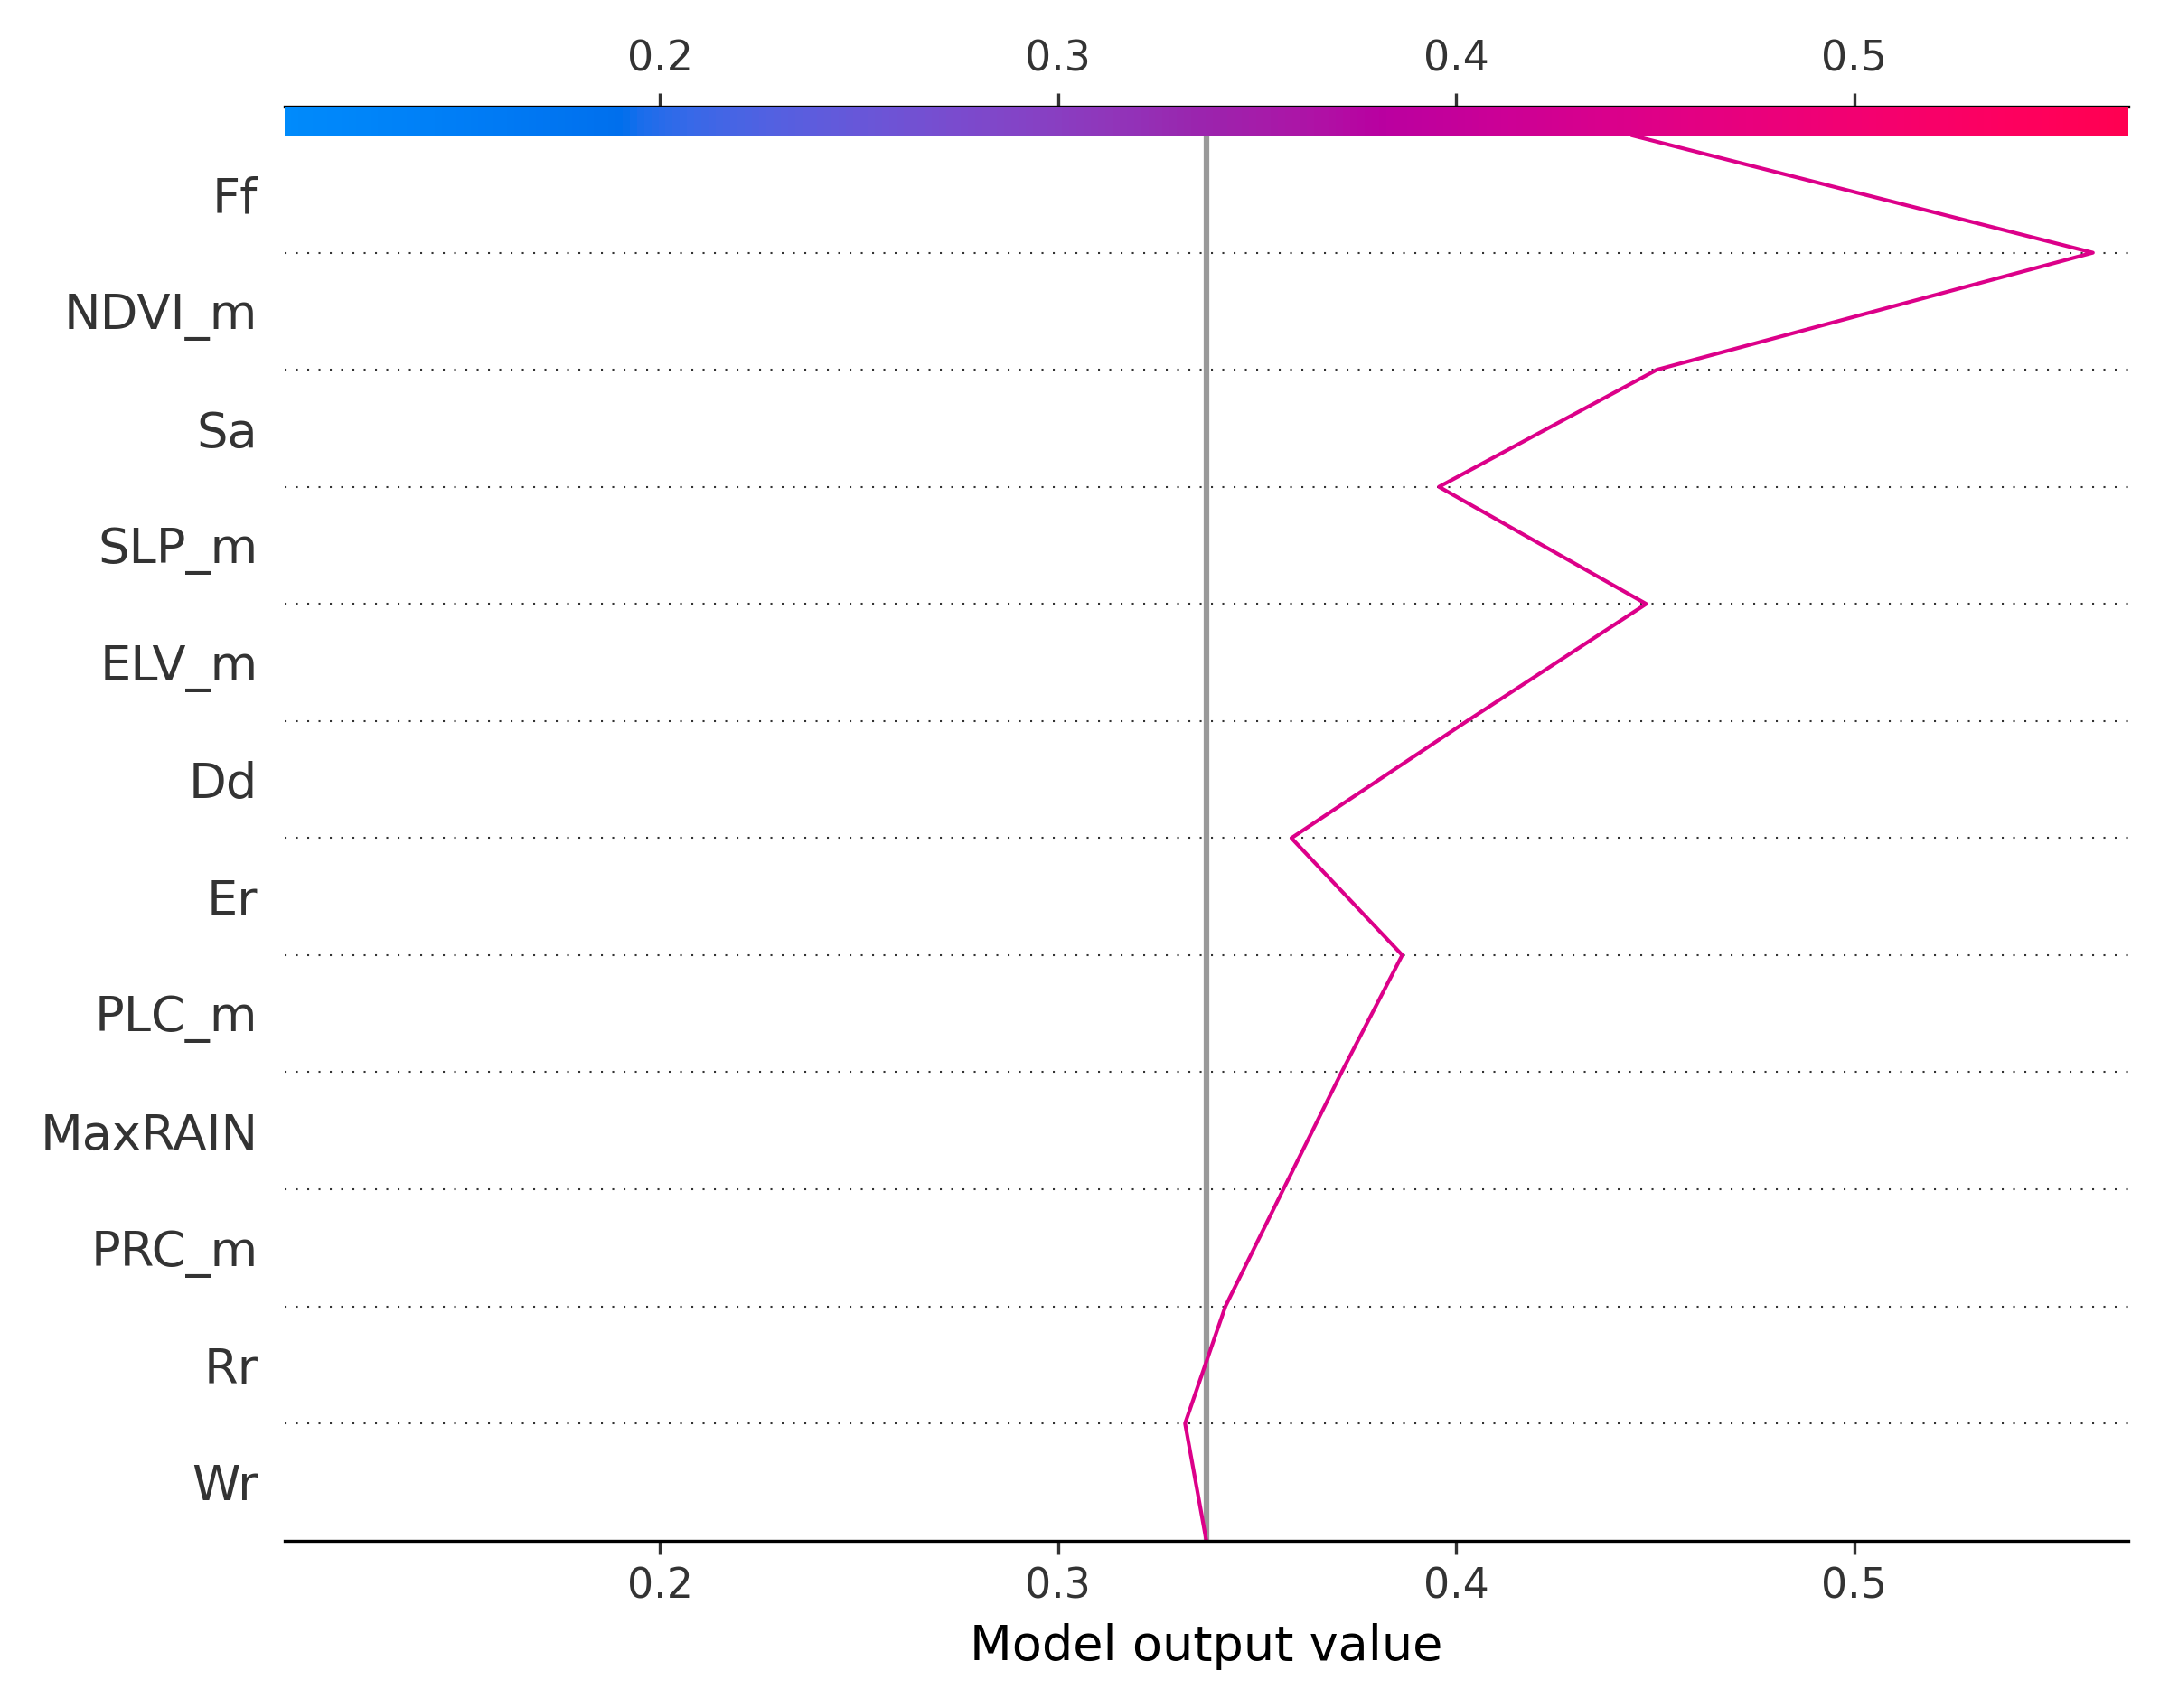 0.2 0.3 0.4 0.5
Ff
NDVI_m
Sa
SLP_m
ELV_m
Dd
Er
PLC_m
MaxRAIN
PRC_m
Rr
Wr
0.2 0.3 0.4 0.5
Model output value